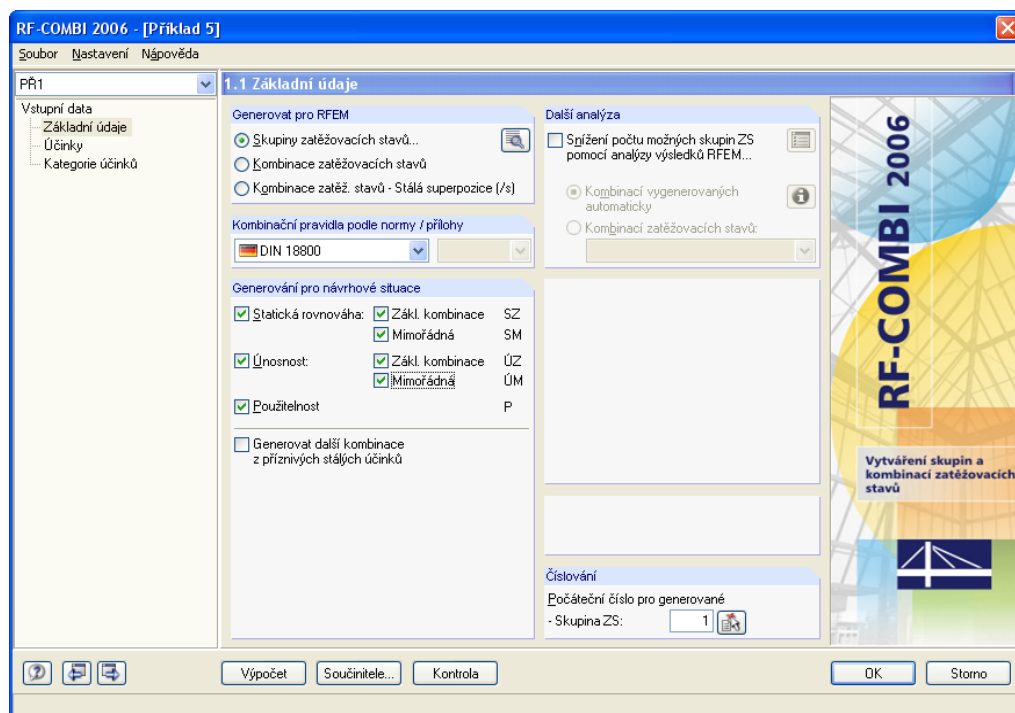 RF-COMBI 2006 - [Příklad 5]
Soubor Nastavení Nápověda
PŘ1
1.1 Základní údaje
Vstupní data
Základní údaje
Účinky
Kategorie účinků
Generovat pro RFEM
Skupiny zatěžovacích stavů...
Kombinace zatěžovacích stavů
Kombinace zatěž. stavů - Stálá superpozice (/s)
Kombinační pravidla podle normy / přílohy
DIN 18800
Generování pro návrhové situace
Statická rovnováha: Zákl. kombinace SZ
Mimořádná SM
Únosnost: Zákl. kombinace ÚZ
Mimořádná ÚM
Použitelnost P
Generovat další kombinace
z příznivých stálých účinků
Další analýza
Snížení počtu možných skupin ZS
pomocí analýzy výsledků RFEM...
Kombinací vygenerovaných
automaticky
Kombinací zatěžovacích stavů:
Číslování
Počáteční číslo pro generované
- Skupina ZS: 1
RF-COMBI 2006
Vytváření skupin a
kombinací zatěžovacích
stavů
Výpočet Součinitele... Kontrola OK Storno